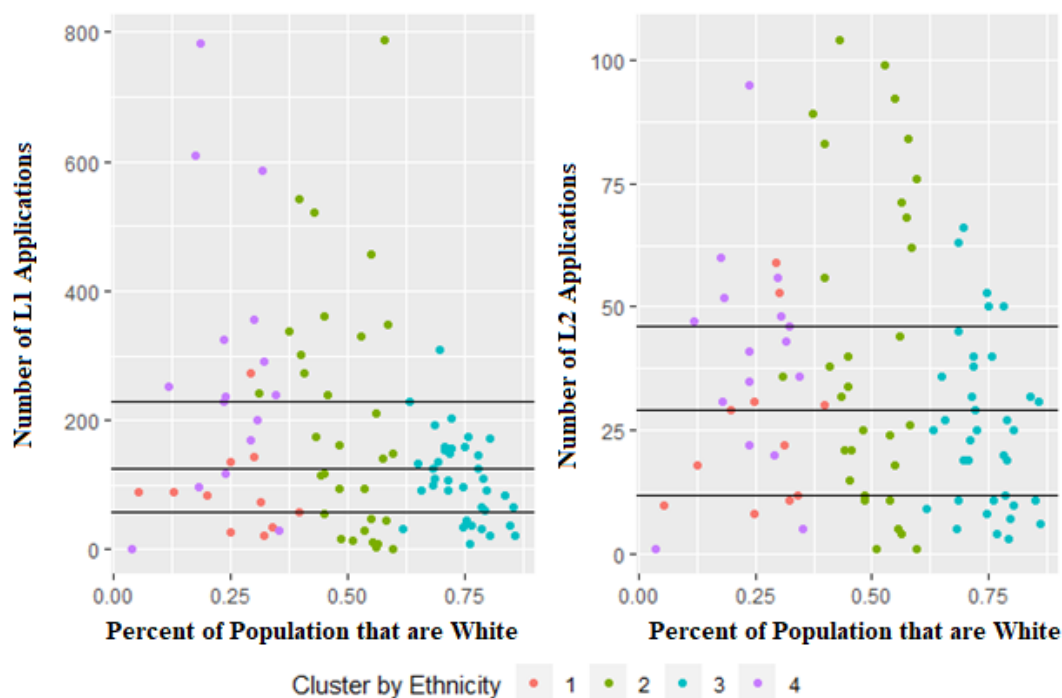 Number of L1 Applications
800
600
400
200
0
0.00 0.25 0.50 0.75
Percent of Population that are White
Number of L2 Applications
100
75
50
25
0
0.00 0.25 0.50 0.75
Percent of Population that are White
Cluster by Ethnicity 1 2 3 4